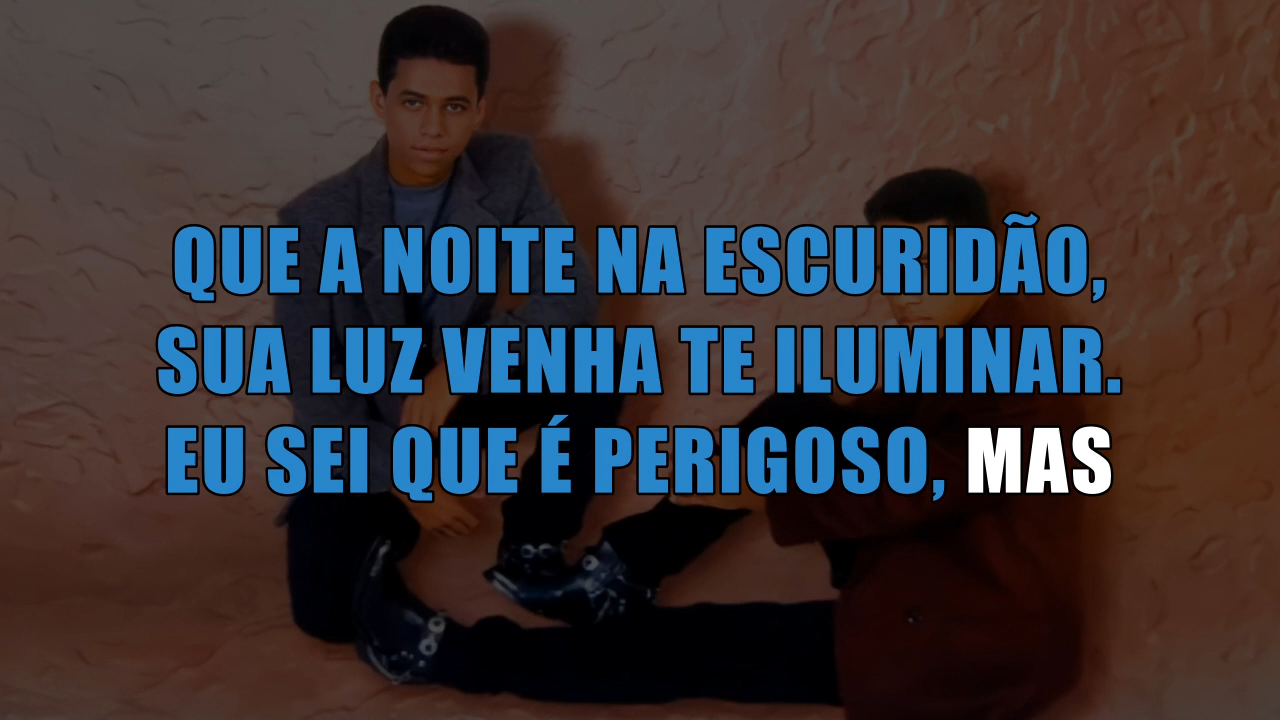 QUE A NOITE NA ESCURIDÃO,
SUA LUZ VENHA TE ILUMINAR.
EU SEI QUE É PERIGOSO, MAS